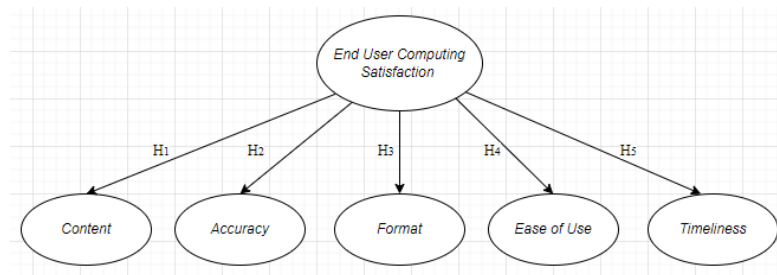 End User Computing
Satisfaction
H1
H2
H3
H4
H5
Content
Accuracy
Format
Ease of Use
Timeliness